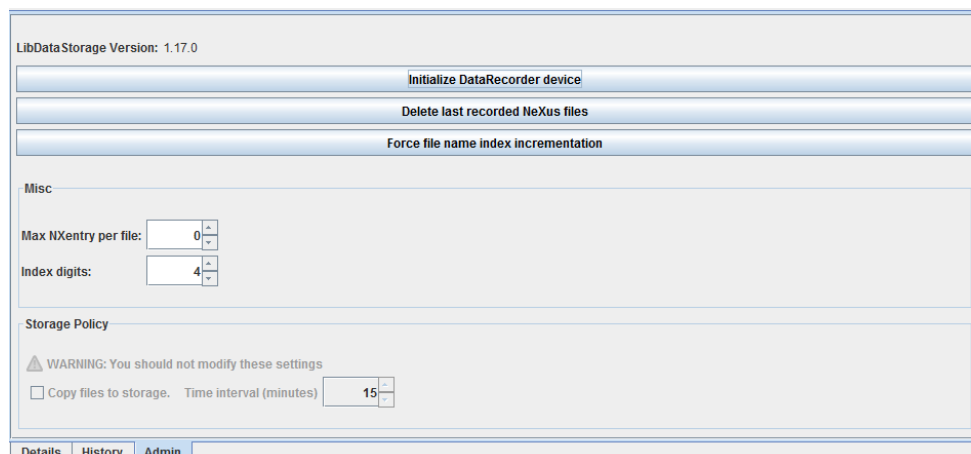 LibDataStorage Version: 1.17.0
Initialize DataRecorder device
Delete last recorded NeXus files
Force file name index incrementation
Misc
Max NXentry per file: 0
Index digits: 4
Storage Policy
WARNING: You should not modify these settings
Copy files to storage. Time interval (minutes) 15
Details History Admin